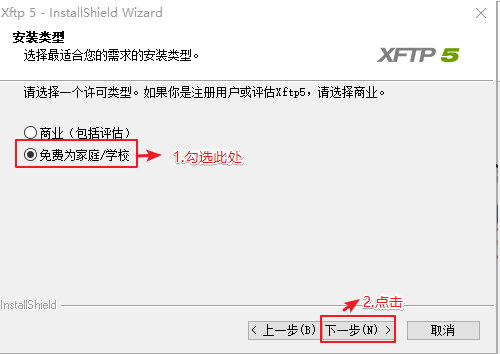 Xftp 5 - InstallShield Wizard
安装类型
选择最适合您的需求的安装类型。
XFTP 5
请选择一个许可类型。如果你是注册用户或评估Xftp5，请选择商业。
商业（包括评估）
免费为家庭/学校
1.勾选此处
2.点击
InstallShield
< 上一步(B)
下一步(N) >
取消